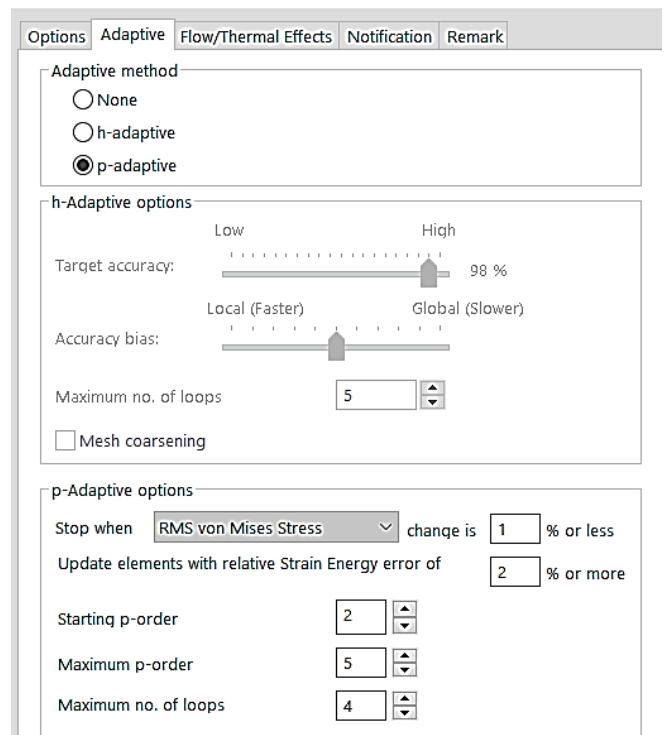 Options Adaptive Flow/Thermal Effects Notification Remark
Adaptive method
None
h-adaptive
p-adaptive
h-Adaptive options
Low High
Target accuracy: 98 %
Local (Faster) Global (Slower)
Accuracy bias:
Maximum no. of loops 5
Mesh coarsening
p-Adaptive options
Stop when RMS von Mises Stress change is 1 % or less
Update elements with relative Strain Energy error of 2 % or more
Starting p-order 2
Maximum p-order 5
Maximum no. of loops 4